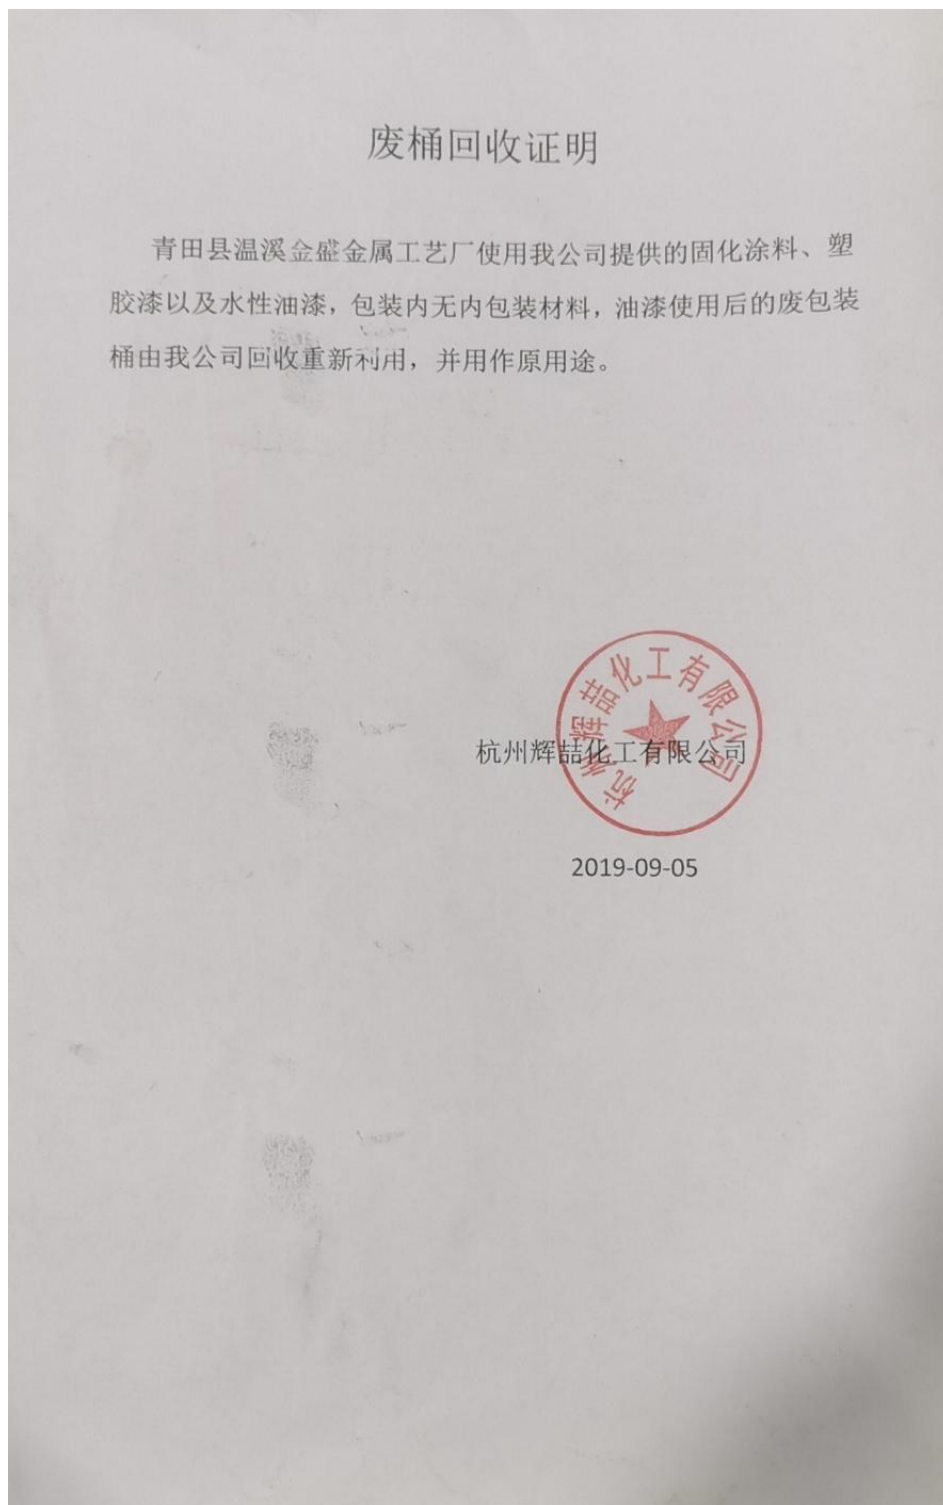 废桶回收证明
青田县温溪金盛金属工艺厂使用我公司提供的固化涂料、塑
胶漆以及水性油漆，包装内无内包装材料，油漆使用后的废包装
桶由我公司回收重新利用，并用作原用途。
杭州辉喆化工有限公司
杭州辉喆化工有限公司
2019-09-05